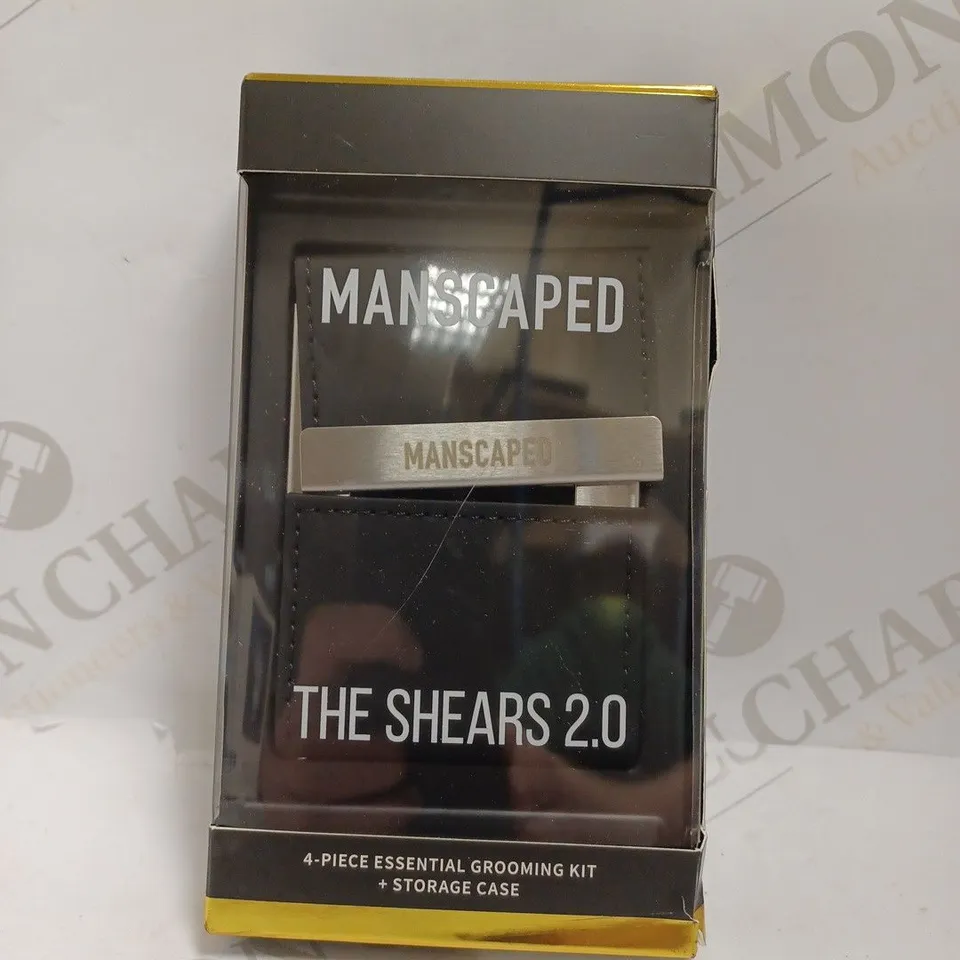 MANSCAPED
MANSCAPED
THE SHEARS 2.0
4-PIECE ESSENTIAL GROOMING KIT
+ STORAGE CASE